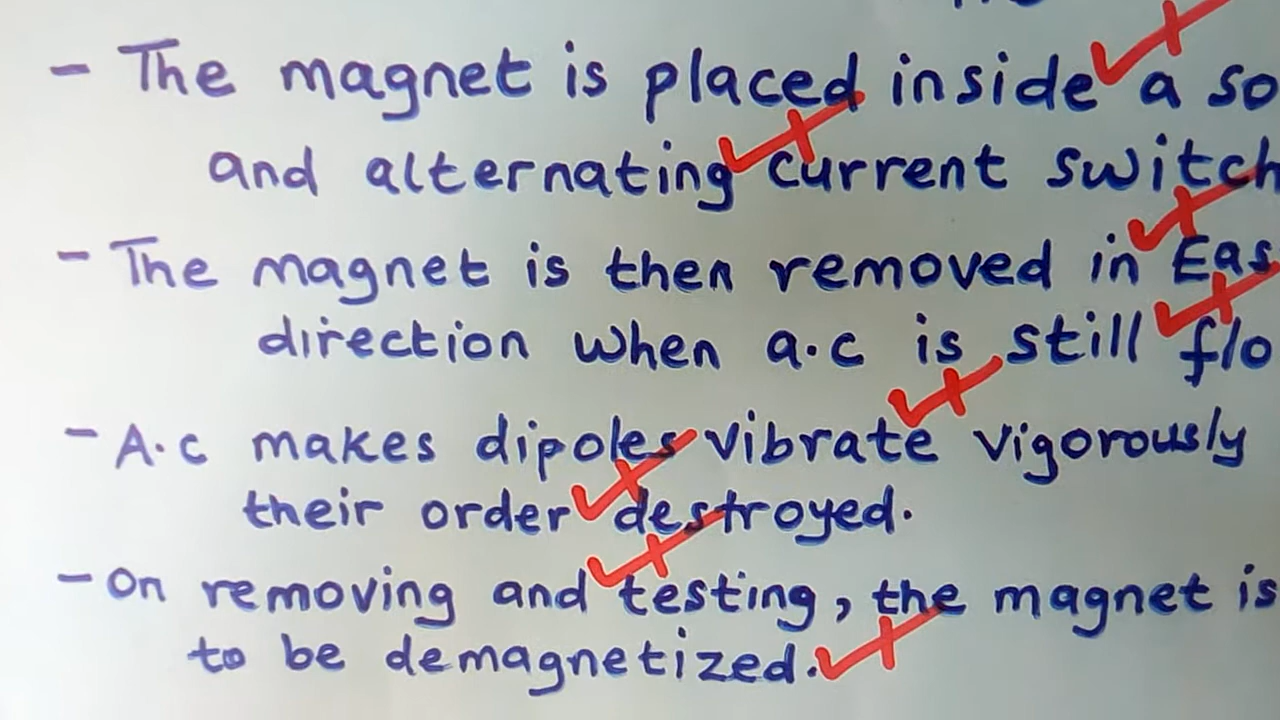 - The magnet is placed inside a so
and alternating current switch
- The magnet is then removed in Eas
direction when a.c is still flo
- A.c makes dipoles vibrate vigorously
their order destroyed.
- On removing and testing, the magnet is
to be demagnetized.